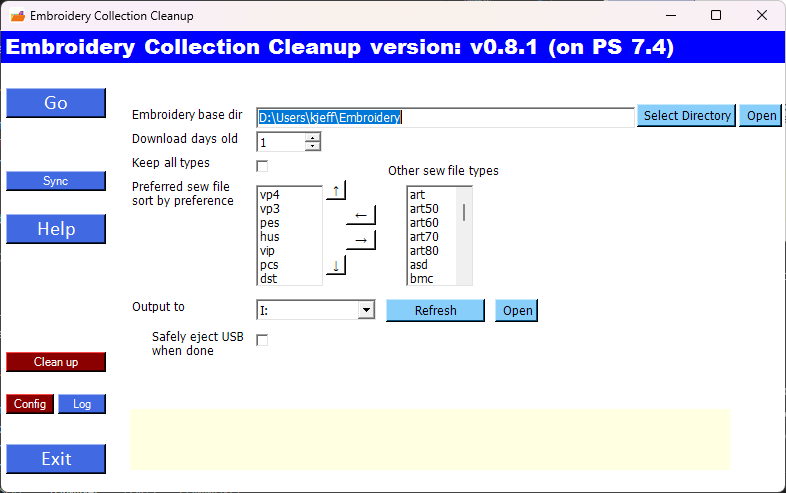 Embroidery Collection Cleanup
Embroidery Collection Cleanup version: v0.8.1 (on PS 7.4)
Go
Embroidery base dir
D:\Users\kjeff\Embroidery
Select Directory
Open
Download days old
1
Keep all types
Sync
Preferred sew file
sort by preference
Other sew file types
vp4
vp3
pes
hus
vip
pcs
dst
↑
←
→
↓
art
art50
art60
art70
art80
asd
bmc
Help
Output to
I:
Refresh
Open
Safely eject USB
when done
Clean up
Config
Log
Exit